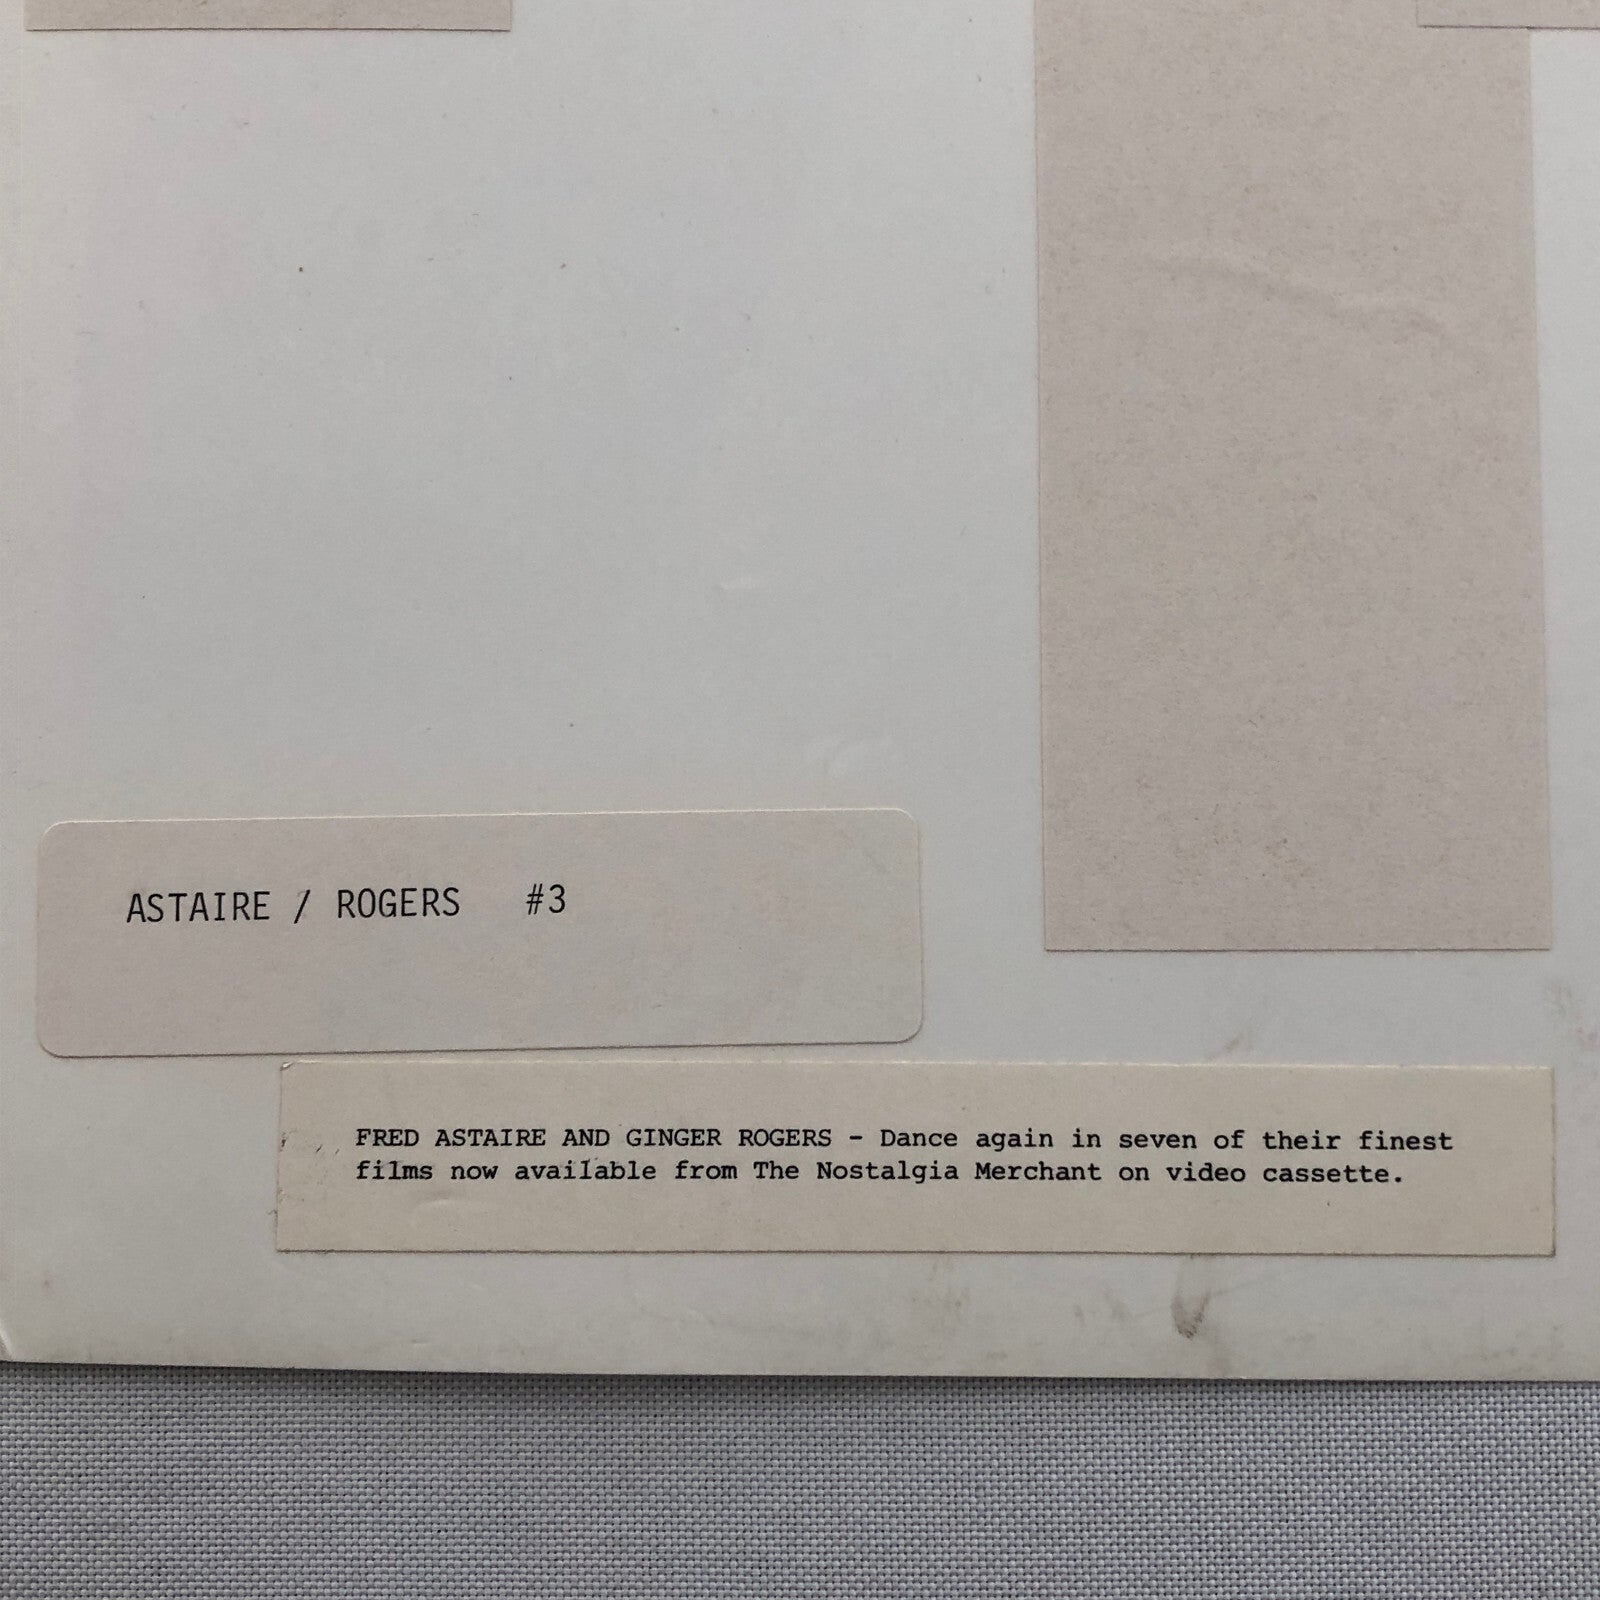 ASTAIRE / ROGERS #3
FRED ASTAIRE AND GINGER ROGERS - Dance again in seven of their finest
films now available from The Nostalgia Merchant on video cassette.